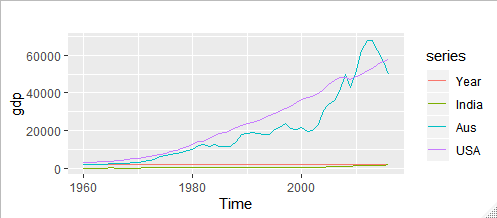 60000
40000
20000
0
gdp
1960
1980
2000
Time
series
Year
India
Aus
USA